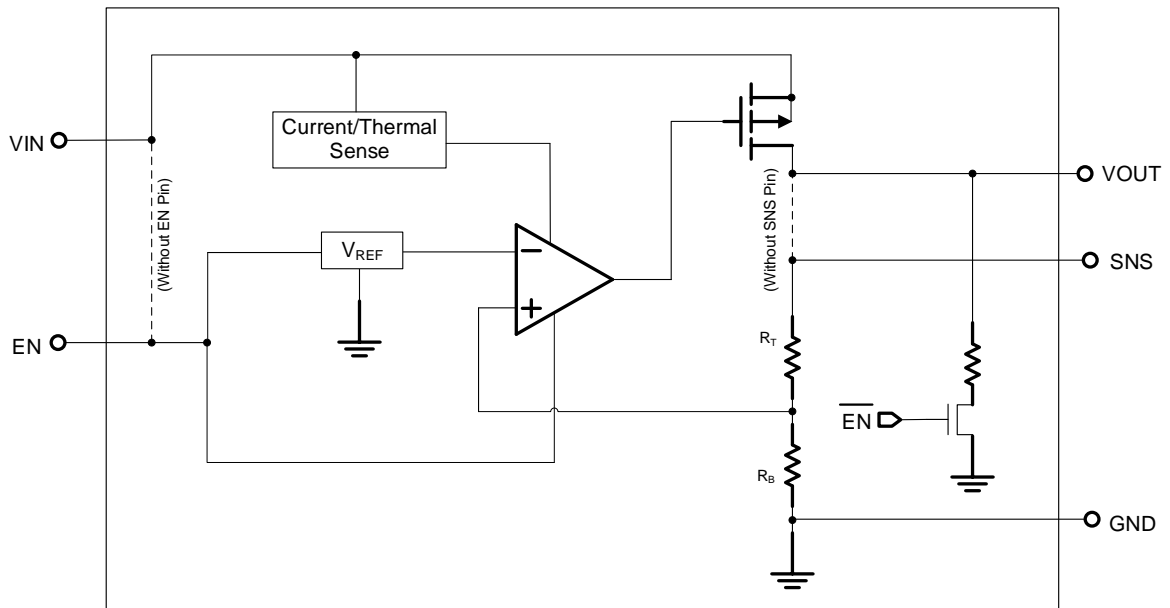 Current/Thermal
Sense
VIN
(Without EN Pin)
(Without SNS Pin)
VOUT
VREF
−
SNS
+
EN
RT
EN
RB
GND